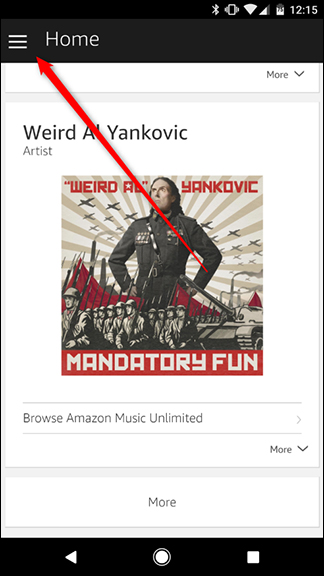 12:15
Home
More
Weird Al Yankovic
Artist
"WEIRD AL" YANKOVIC
MANDATORY FUN
Browse Amazon Music Unlimited
More
More